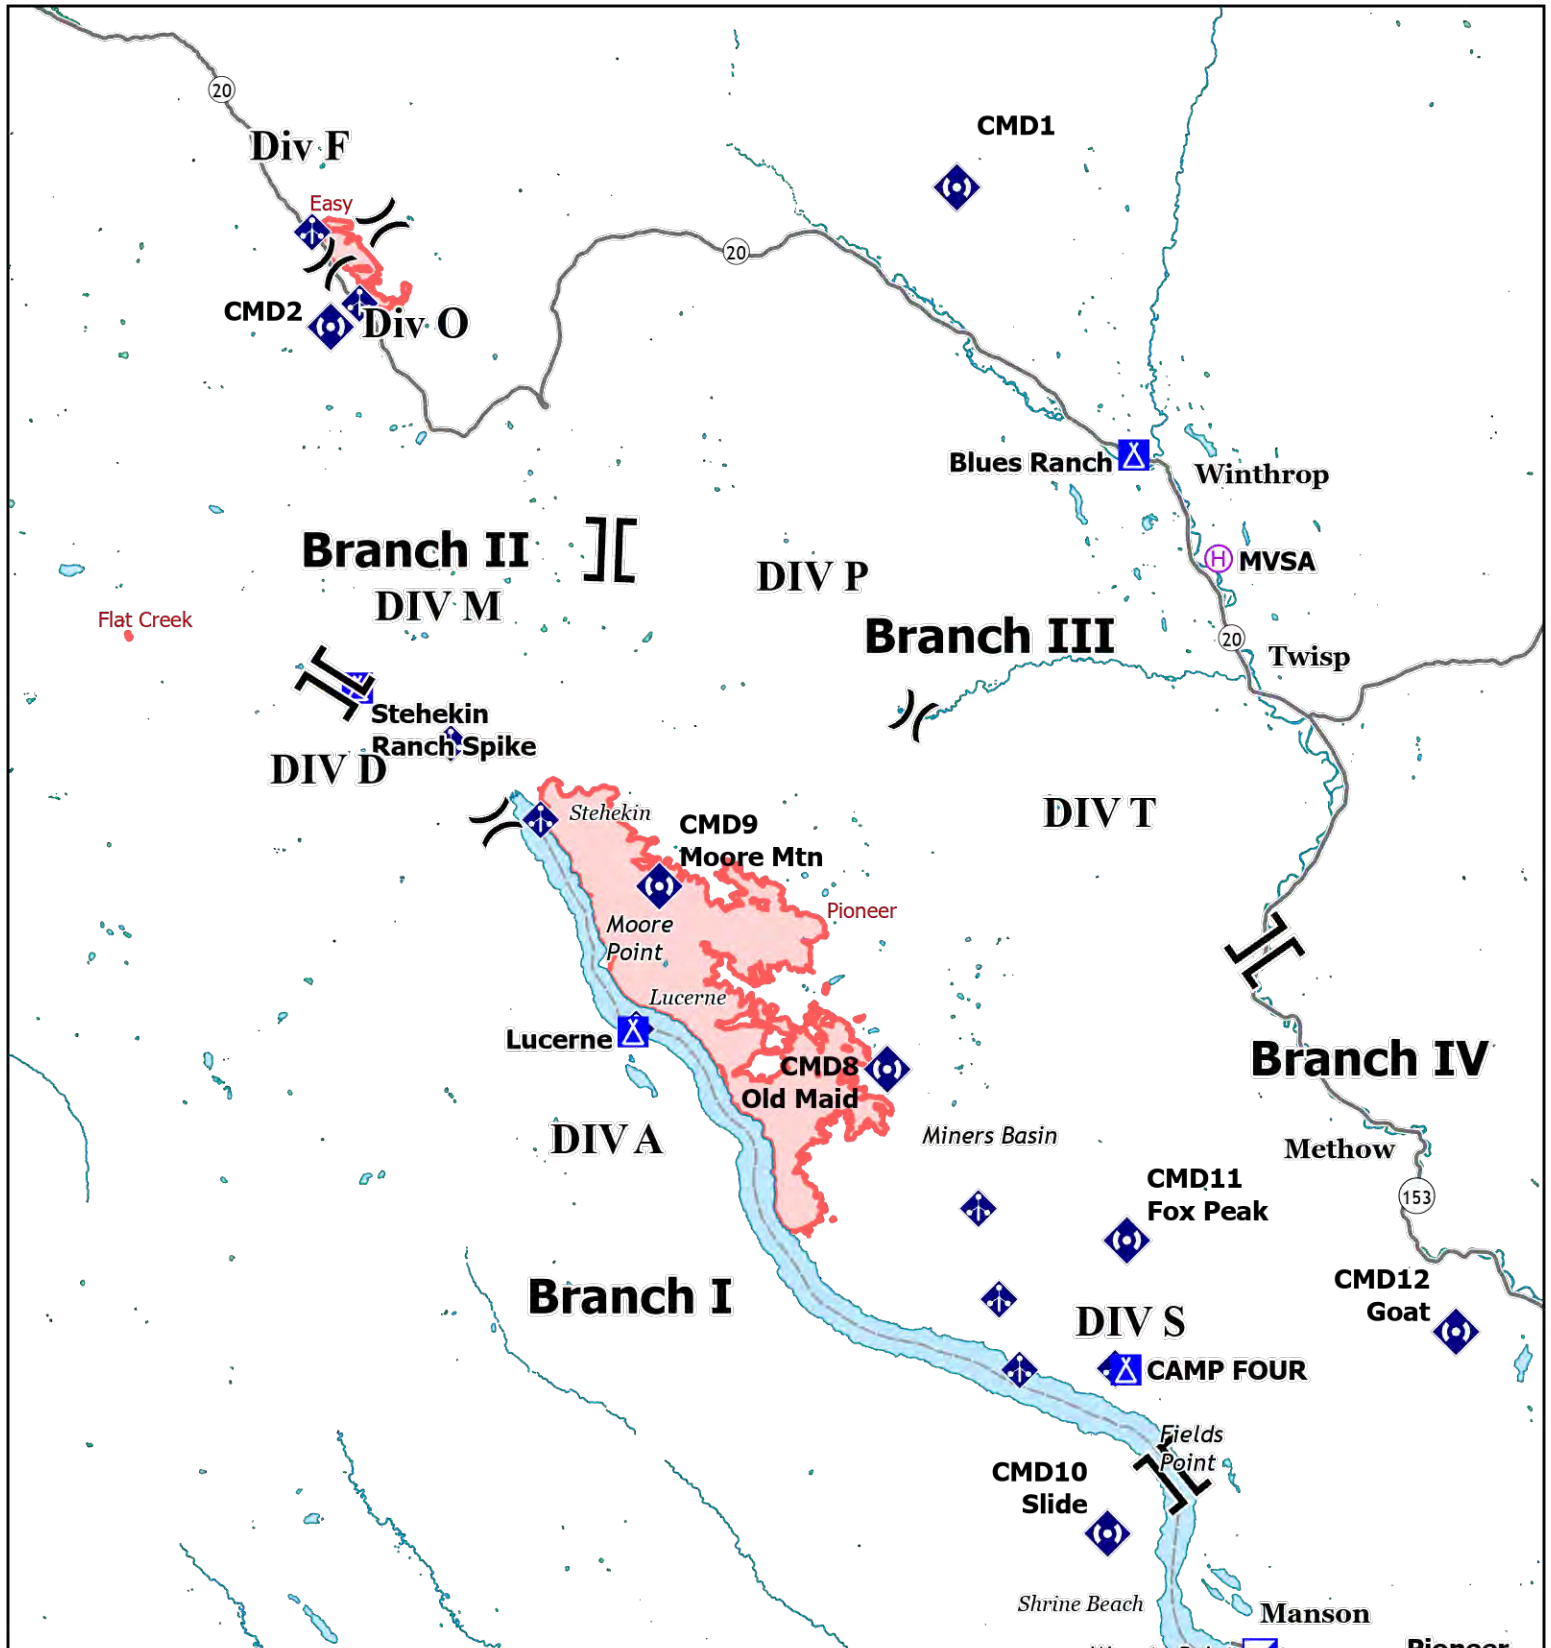 20
CMD1
Div F
Easy
20
CMD2
Div O
Blues Ranch
Winthrop
Branch II
MVSA
DIV P
DIV M
Flat Creek
Branch III
20
Twisp
Stehekin
Ranch Spike
DIV D
Stehekin
CMD9
Moore Mtn
DIV T
Pioneer
Moore
Point
Lucerne
Lucerne
Branch IV
CMD8
Old Maid
DIV A
Miners Basin
Methow
CMD11
Fox Peak
153
Branch I
CMD12
Goat
DIV S
CAMP FOUR
Fields
Point
CMD10
Slide
Shrine Beach
Manson
Pioneer